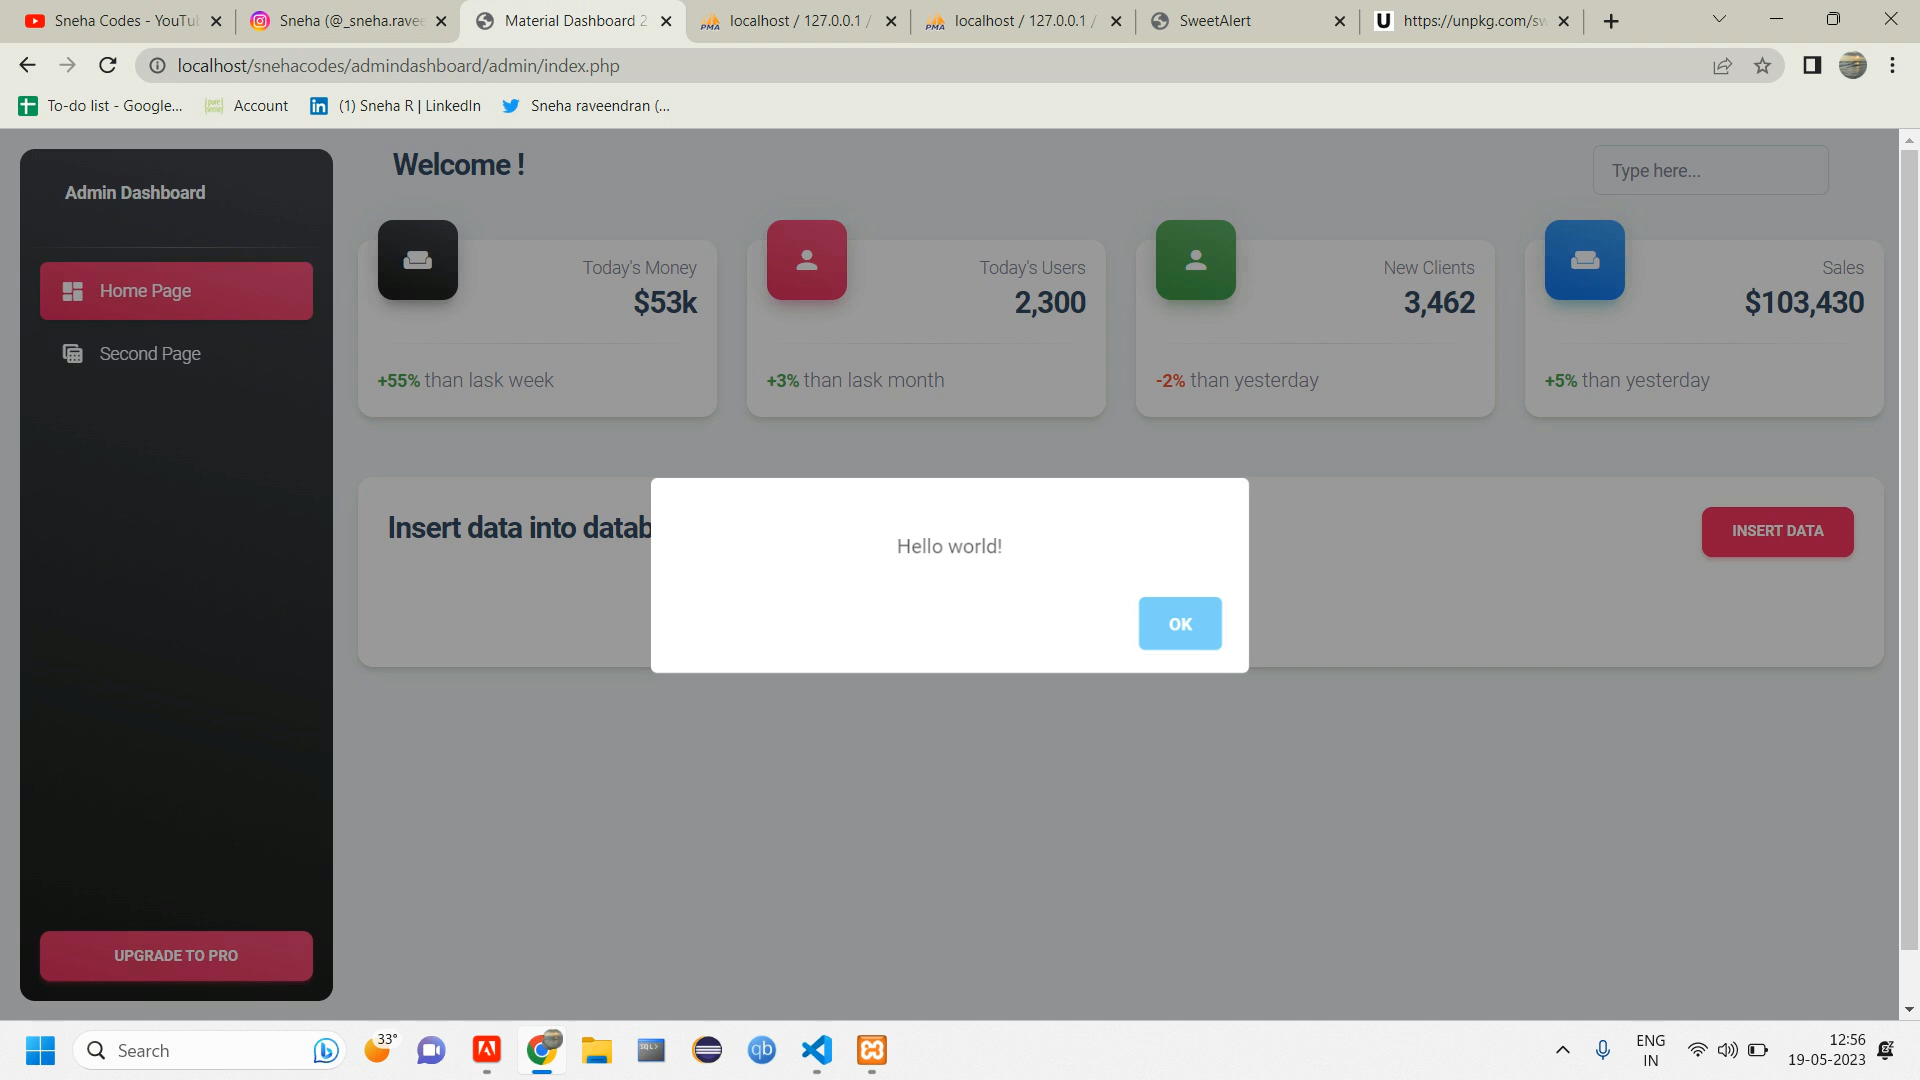 Sneha Codes - YouTu
Sneha (@_sneha.ravee
Material Dashboard 2
localhost / 127.0.0.1 /
localhost / 127.0.0.1 /
SweetAlert
U
https://unpkg.com/sw
localhost/snehacodes/admindashboard/admin/index.php
To-do list - Google...
Account
(1) Sneha R | LinkedIn
Sneha raveendran (...
Admin Dashboard
Home Page
Second Page
UPGRADE TO PRO
Welcome !
Type here...
Today's Money
$53k
+55% than lask week
Today's Users
2,300
+3% than lask month
New Clients
3,462
-2% than yesterday
Sales
$103,430
+5% than yesterday
Insert data into datab
INSERT DATA
Hello world!
OK
Search
33°
SQL>
qb
ENG
IN
12:56
19-05-2023